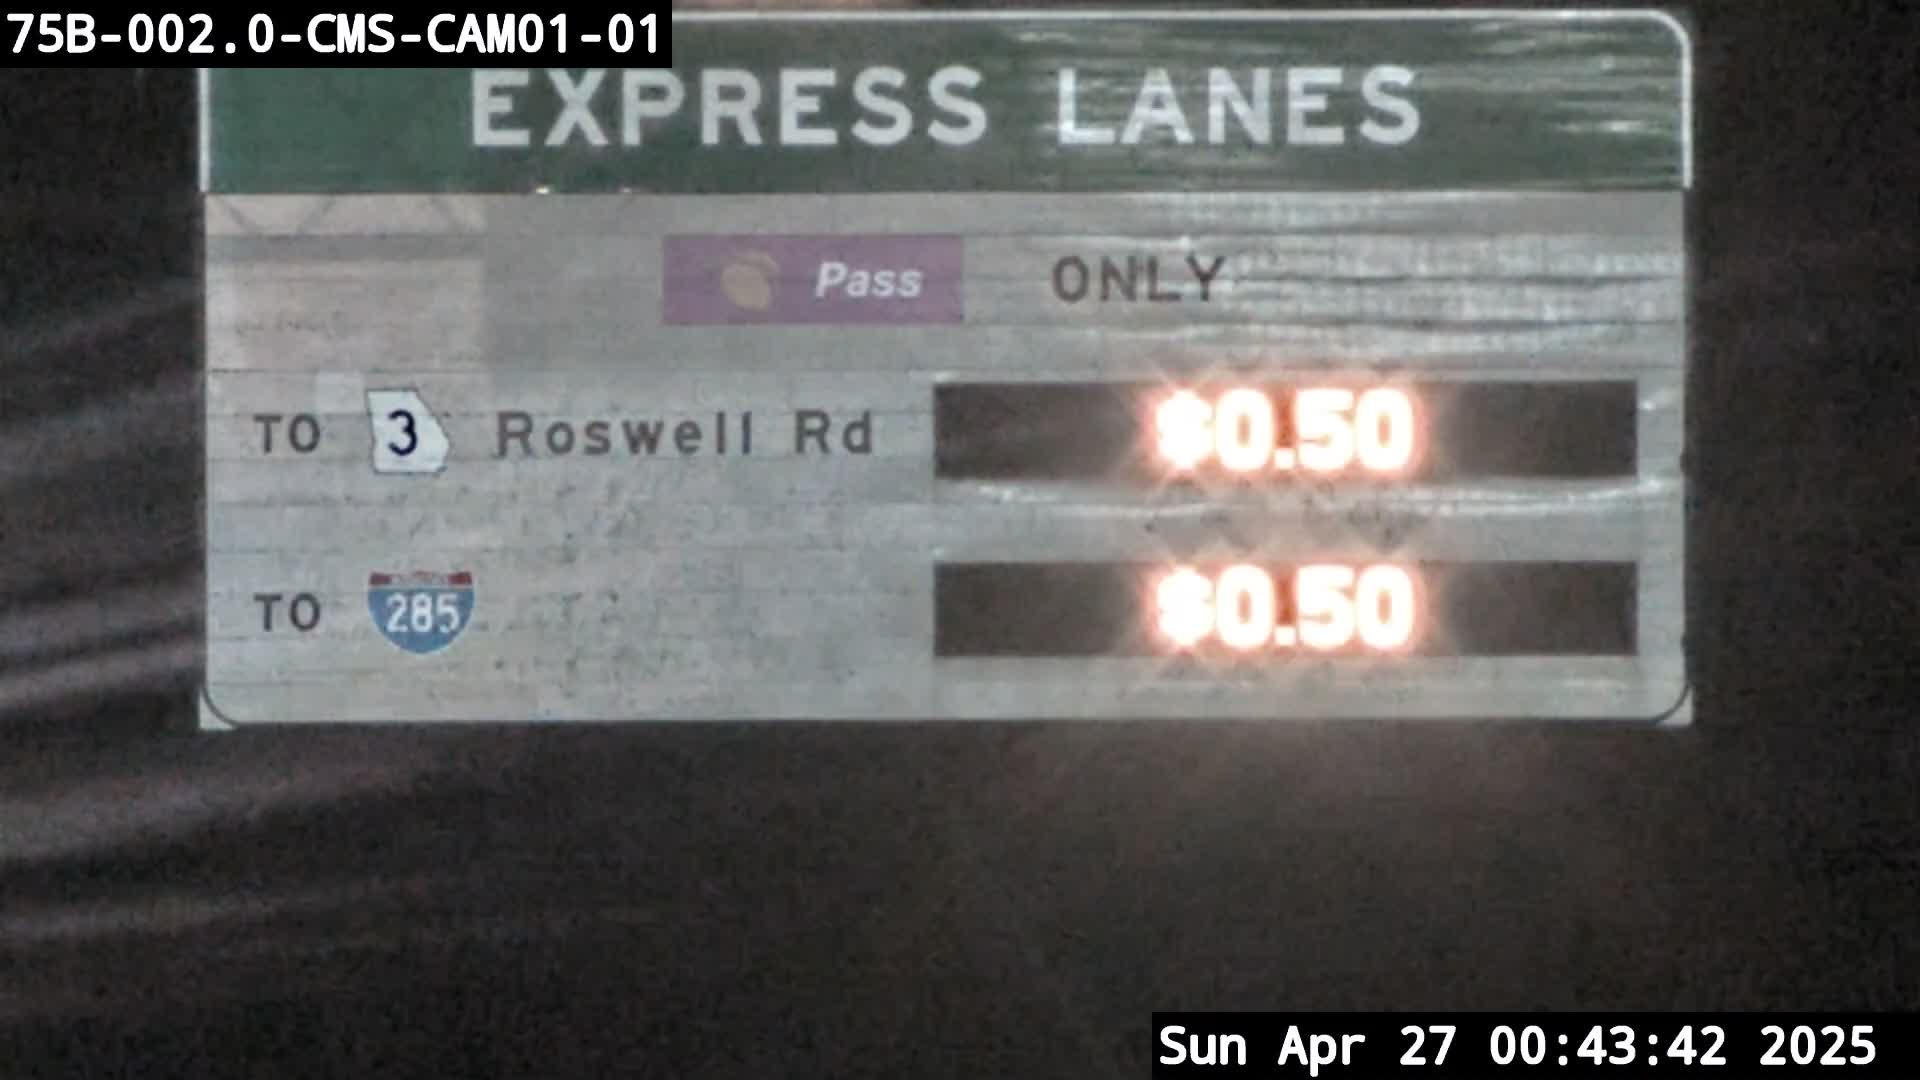 75B-002.0-CMS-CAM01-01
EXPRESS LANES
Pass ONLY
TO 3 Roswell Rd $0.50
TO 285 $0.50
Sun Apr 27 00:43:42 2025